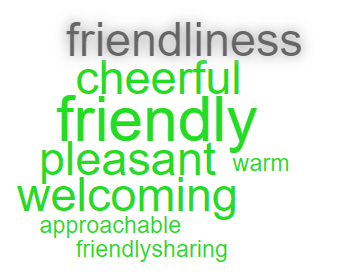 friendliness
cheerful
friendly
pleasant warm
welcoming
approachable
friendlysharing